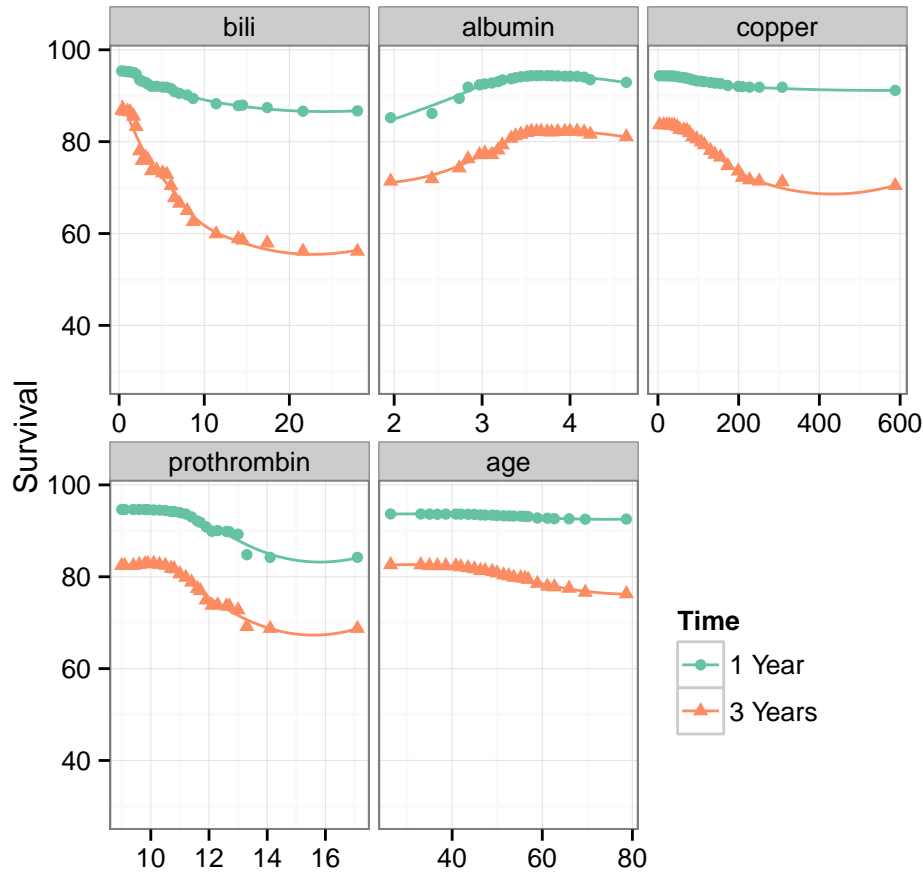 bili albumin copper
100
80
60
40
0 10 20 2 3 4 0 200 400 600
Survival
prothrombin age
100
80
60
40
10 12 14 16 40 60 80
Time
1 Year
3 Years